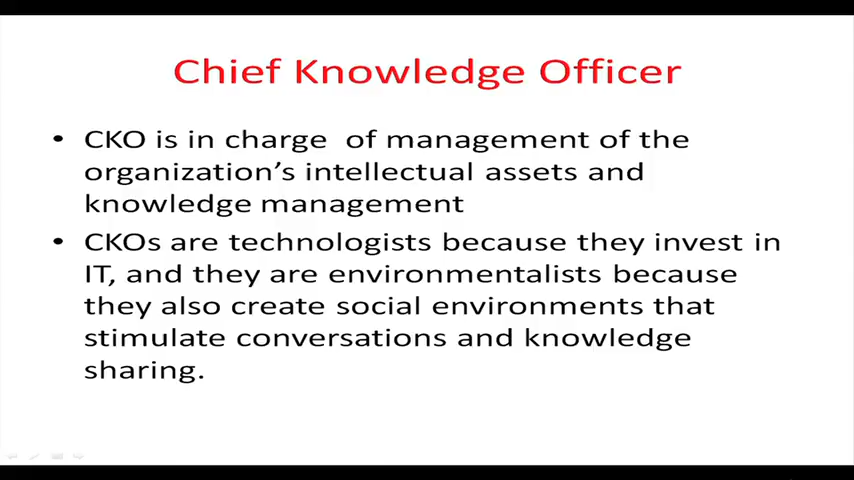 Chief Knowledge Officer
• CKO is in charge of management of the
organization's intellectual assets and
knowledge management
• CKOs are technologists because they invest in
IT, and they are environmentalists because
they also create social environments that
stimulate conversations and knowledge
sharing.